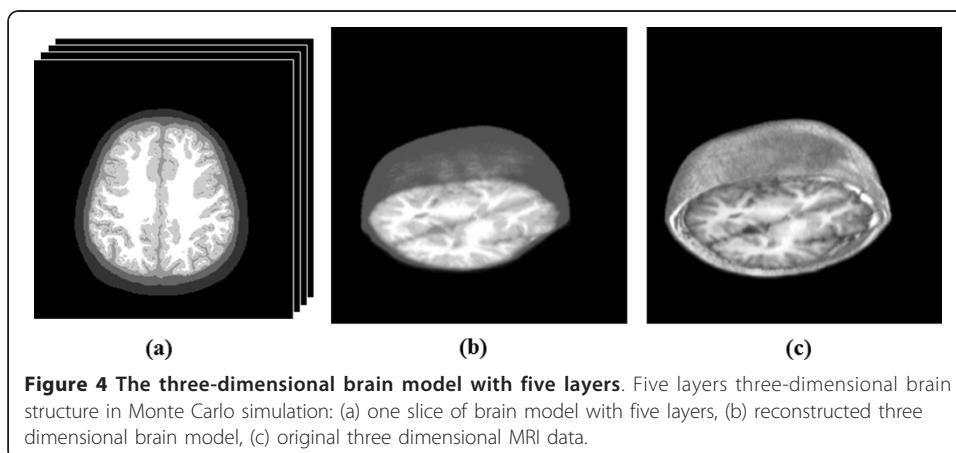 (a)
(b)
(c)
Figure 4 The three-dimensional brain model with five layers. Five layers three-dimensional brain
structure in Monte Carlo simulation: (a) one slice of brain model with five layers, (b) reconstructed three
dimensional brain model, (c) original three dimensional MRI data.